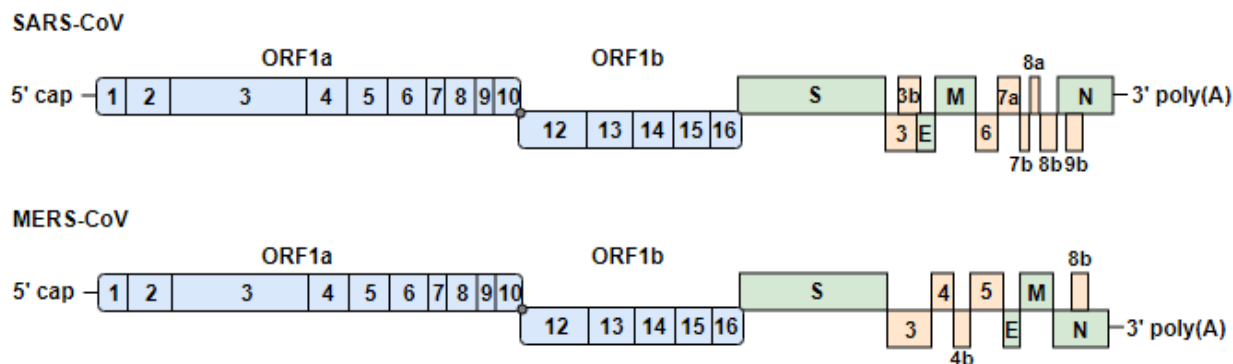 SARS-CoV
ORF1a ORF1b
8a
5' cap 1 2 3 4 5 6 7 8 9 10 S 3b M 7a N 3' poly(A)
12 13 14 15 16 3 E 6
7b 8b 9b
MERS-CoV
ORF1a ORF1b
8b
5' cap 1 2 3 4 5 6 7 8 9 10 S 4 5 M
12 13 14 15 16 3 E N 3' poly(A)
4b